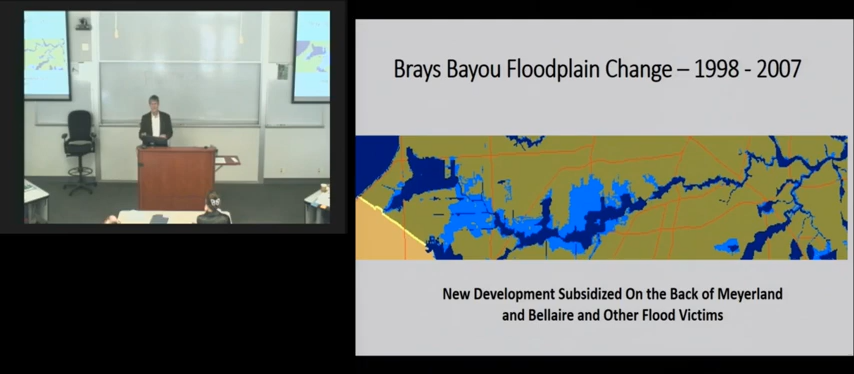 Brays Bayou Floodplain Change – 1998 - 2007
New Development Subsidized On the Back of Meyerland
and Bellaire and Other Flood Victims